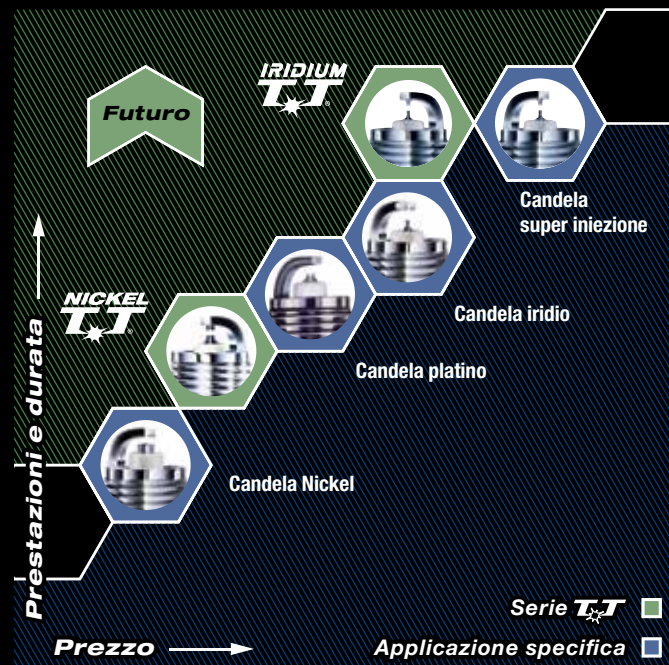 IRIDIUM
TT®
Futuro
Candela
super iniezione
NICKEL
TT®
Candela iridio
Candela platino
Candela Nickel
Prestazioni e durata
Serie TT
Prezzo
Applicazione specifica